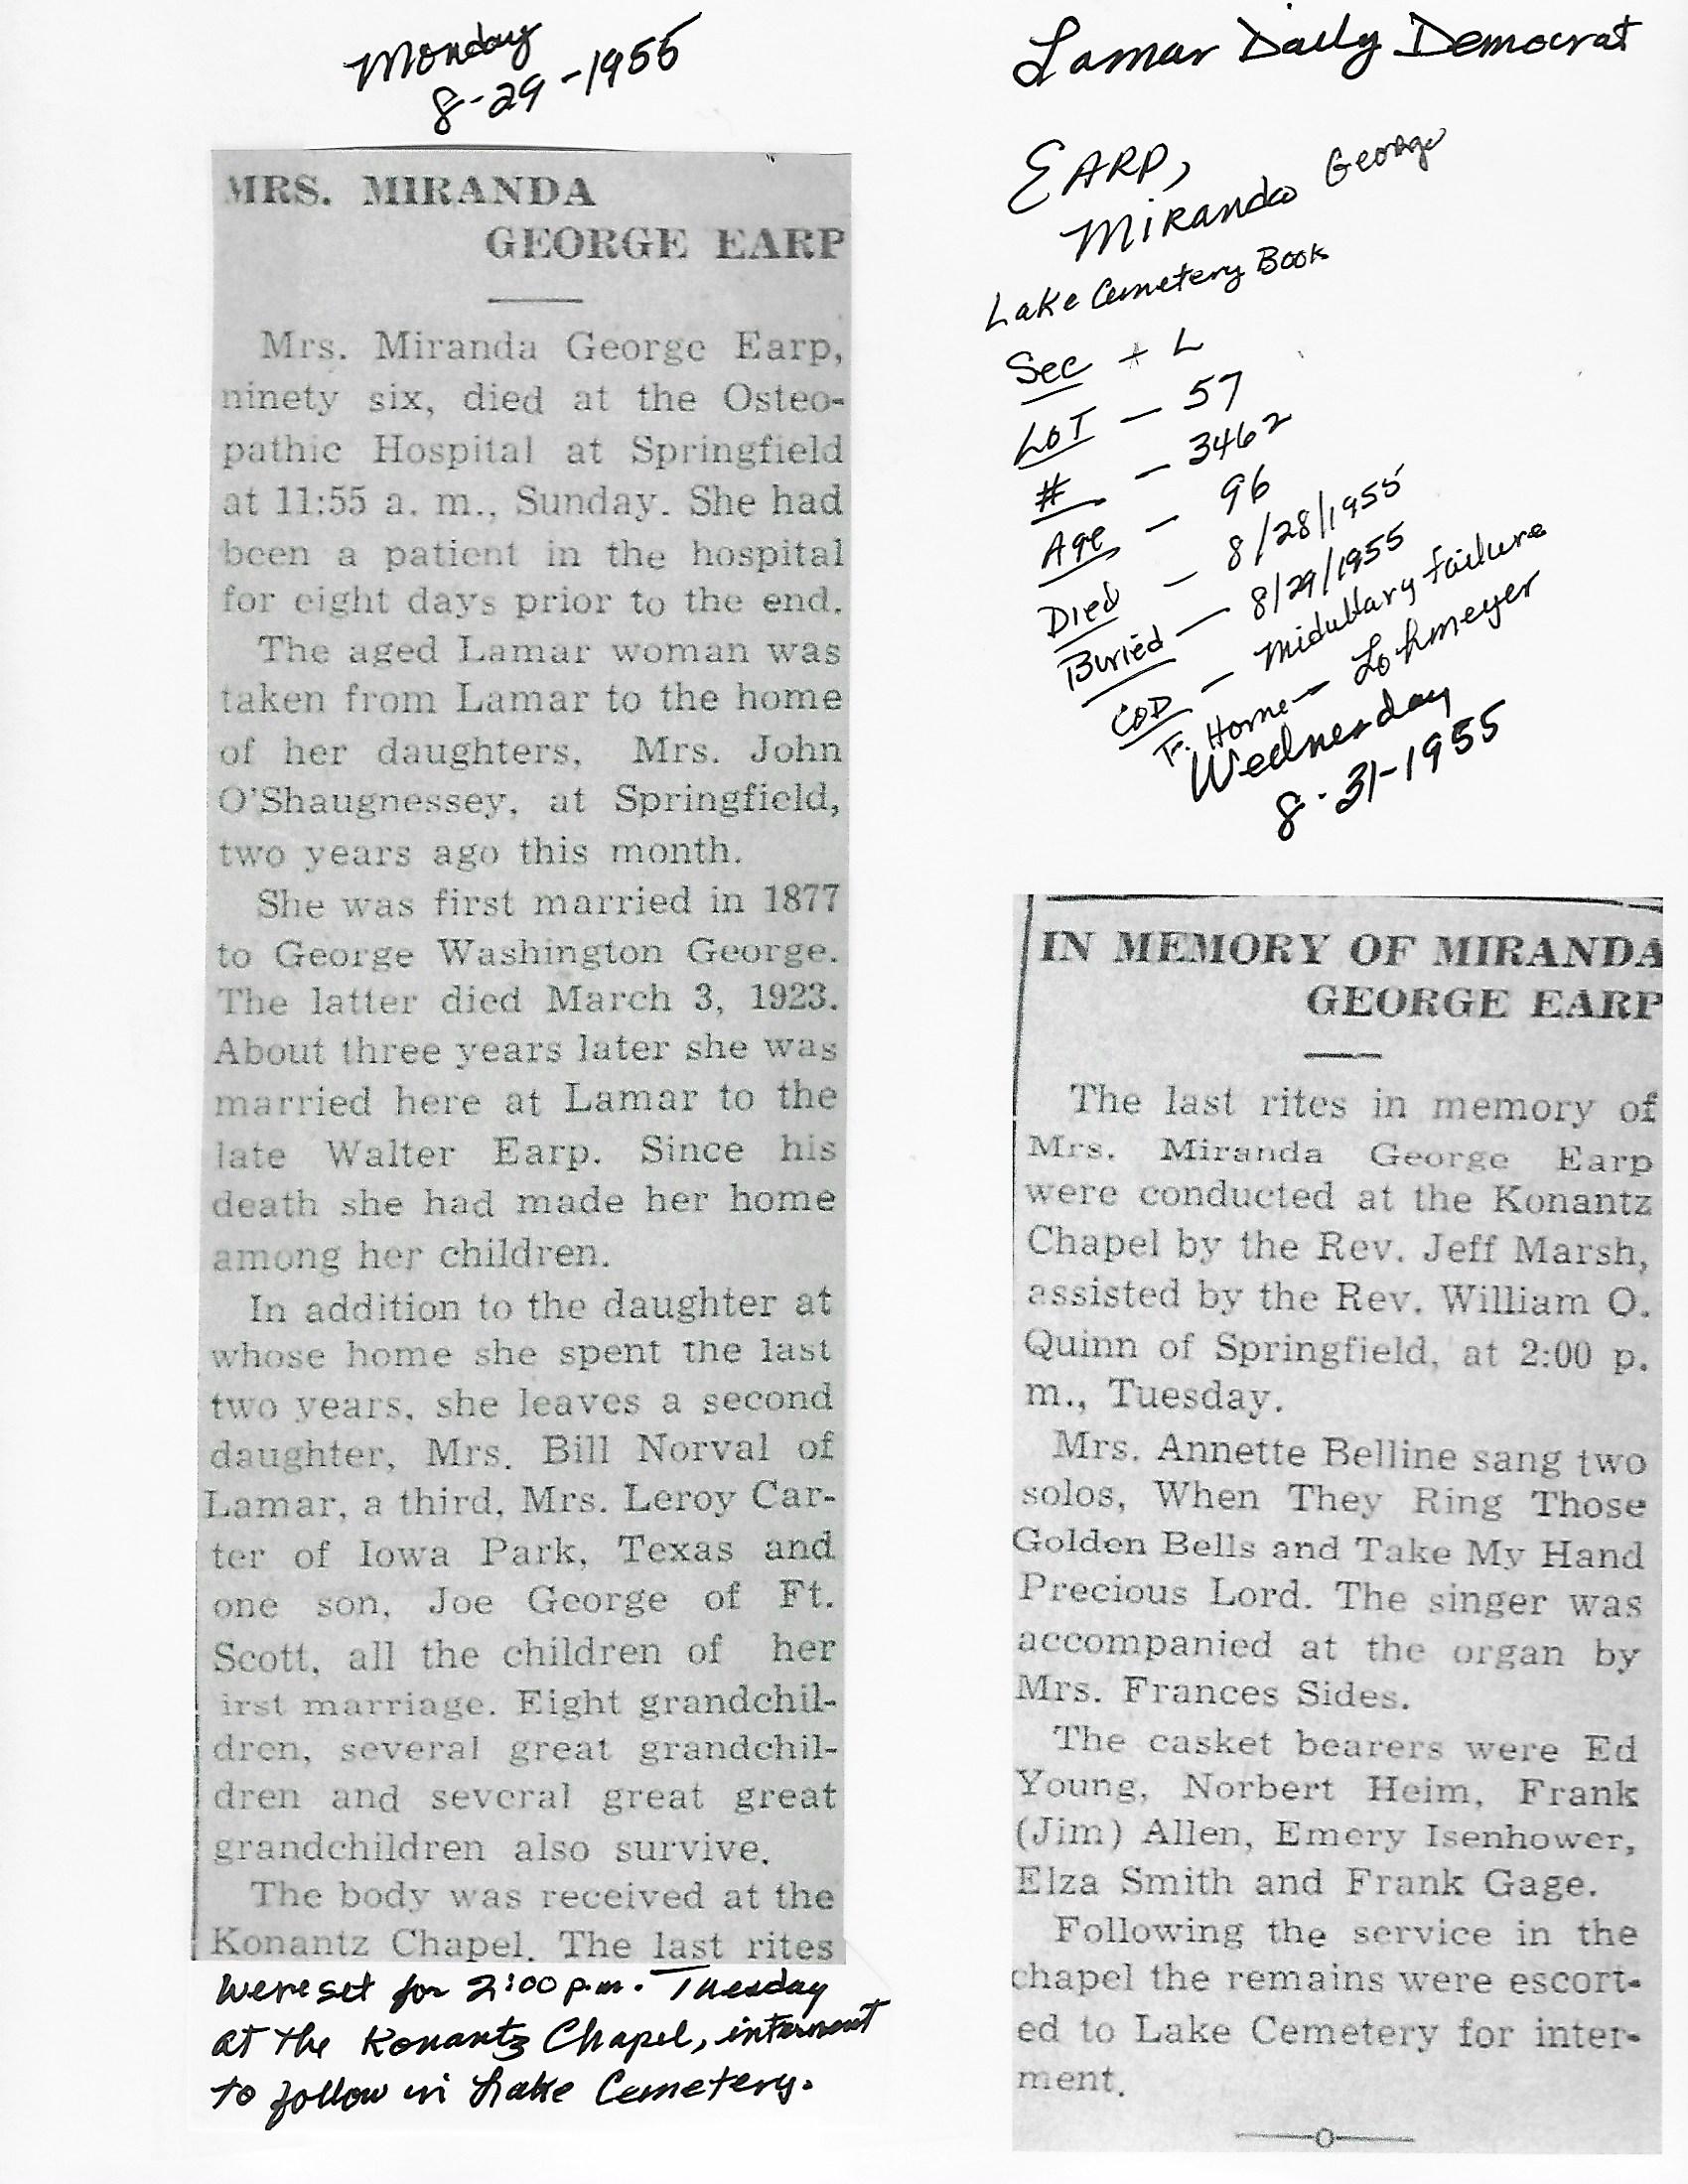 Monday
8-29-1955
MRS. MIRANDA
GEORGE EARP
Mrs. Miranda George Earp,
ninety six, died at the Osteo-
pathic Hospital at Springfield
at 11:55 a. m., Sunday. She had
been a patient in the hospital
for eight days prior to the end.
The aged Lamar woman was
taken from Lamar to the home
of her daughters, Mrs. John
O'Shaugnessey, at Springfield,
two years ago this month.
She was first married in 1877
to George Washington George.
The latter died March 3, 1923.
About three years later she was
married here at Lamar to the
late Walter Earp. Since his
death she had made her home
among her children.
In addition to the daughter at
whose home she spent the last
two years, she leaves a second
daughter, Mrs. Bill Norval of
Lamar, a third, Mrs. Leroy Car-
ter of Iowa Park, Texas and
one son, Joe George of Ft.
Scott, all the children of her
irst marriage. Eight grandchil-
dren, several great grandchil-
dren and several great great
grandchildren also survive.
The body was received at the
Konantz Chapel. The last rites
were set for 2:00 p.m. Tuesday
at the Konantz Chapel, interment
to follow in Lake Cemetery.
Lamar Daily Democrat
EARP,
Miranda George
Lake Cemetery Book
Sec + L
LOT — 57
# — 3462
Age — 96
Died — 8/28/1955
Buried — 8/29/1955
COD — Midullary failure
Fr. Home — Lohmeyer
Wednesday
8-31-1955
IN MEMORY OF MIRANDA
GEORGE EARP
The last rites in memory of
Mrs. Miranda George Earp
were conducted at the Konantz
Chapel by the Rev. Jeff Marsh,
assisted by the Rev. William O.
Quinn of Springfield, at 2:00 p.
m., Tuesday.
Mrs. Annette Belline sang two
solos, When They Ring Those
Golden Bells and Take My Hand
Precious Lord. The singer was
accompanied at the organ by
Mrs. Frances Sides.
The casket bearers were Ed
Young, Norbert Heim, Frank
(Jim) Allen, Emery Isenhower,
Elza Smith and Frank Gage.
Following the service in the
chapel the remains were escort-
ed to Lake Cemetery for inter-
ment.